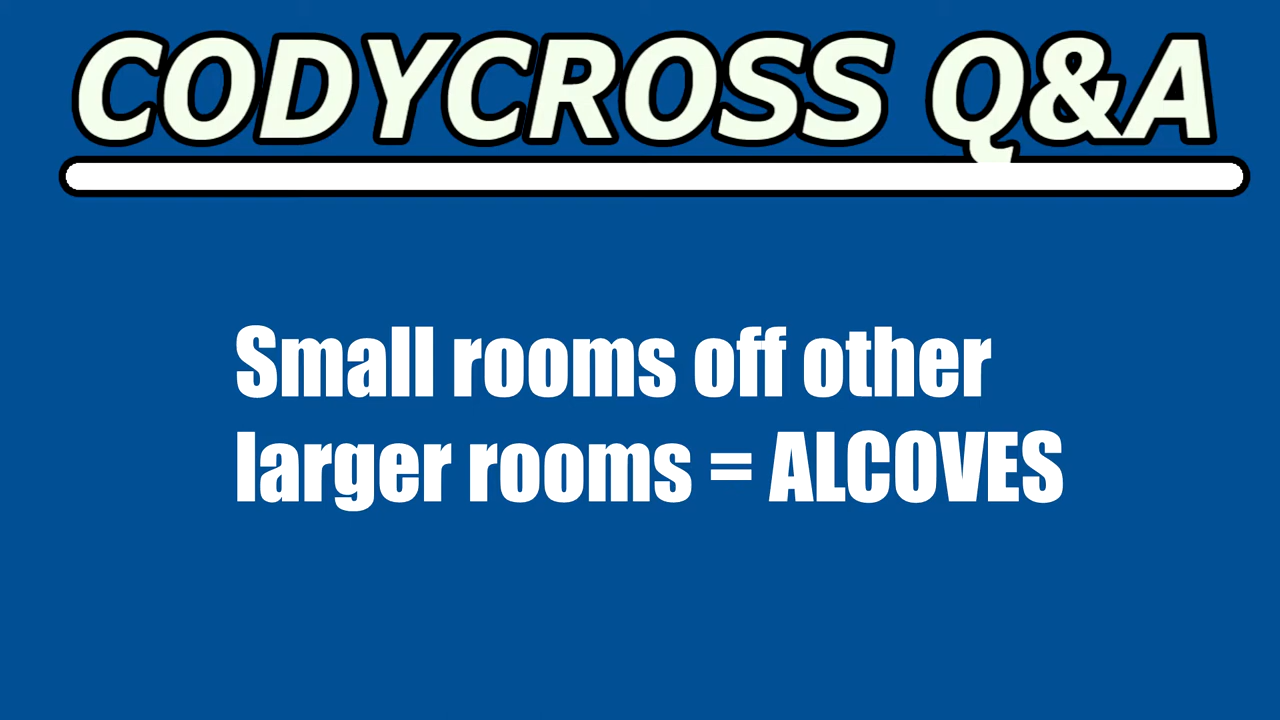 CODYCROSS Q&A
Small rooms off other
larger rooms = ALCOVES